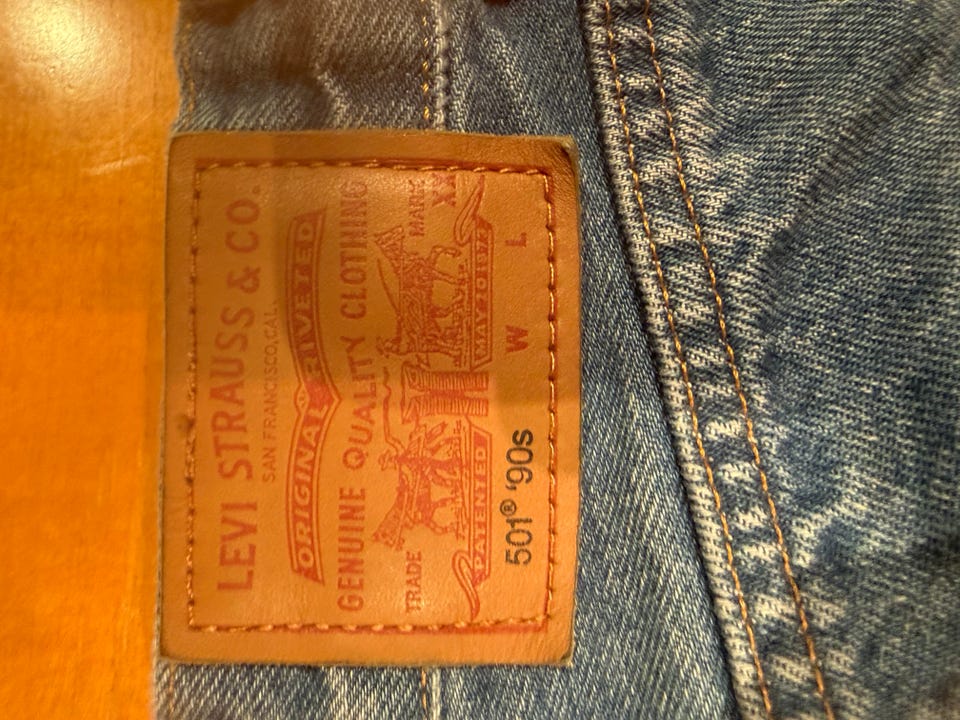 LEVI STRAUSS & CO.
SAN FRANCISCO,CAL.
ORIGINAL RIVETED
GENUINE QUALITY CLOTHING
TRADE MARK
XX
PATENTED MAY 20 1873
501® '90s W L